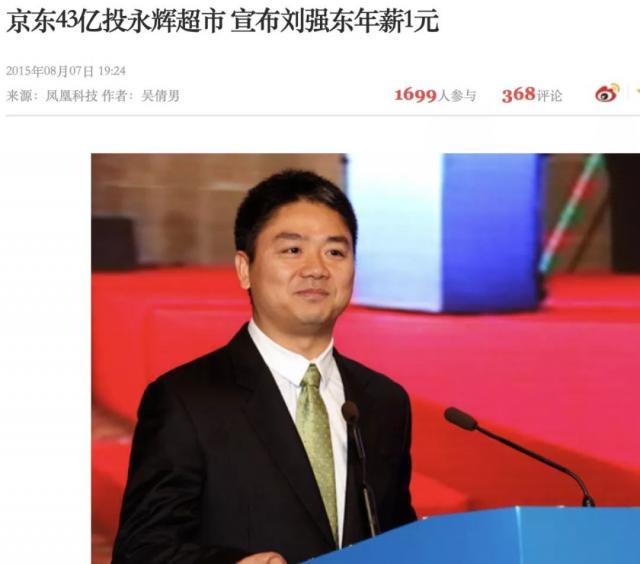 京东43亿投永辉超市 宣布刘强东年薪1元
2015年08月07日 19:24
来源：凤凰科技 作者：吴倩男
1699人参与 368评论